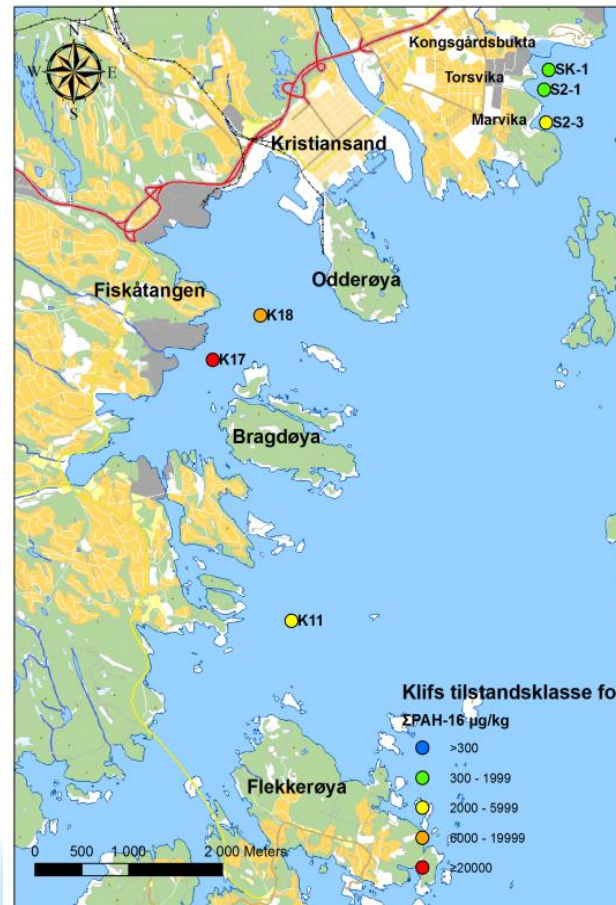 N
W E
S
Kongsgårdsbukta
SK-1
Torsvika
S2-1
Marvika
S2-3
Kristiansand
Odderøya
Fiskåtangen
K18
K17
Bragdøya
K11
Klifs tilstandsklasse fo
ΣPAH-16 µg/kg
>300
300 - 1999
2000 - 5999
6000 - 19999
≥20000
Flekkerøya
0 500 1 000 2 000 Meters